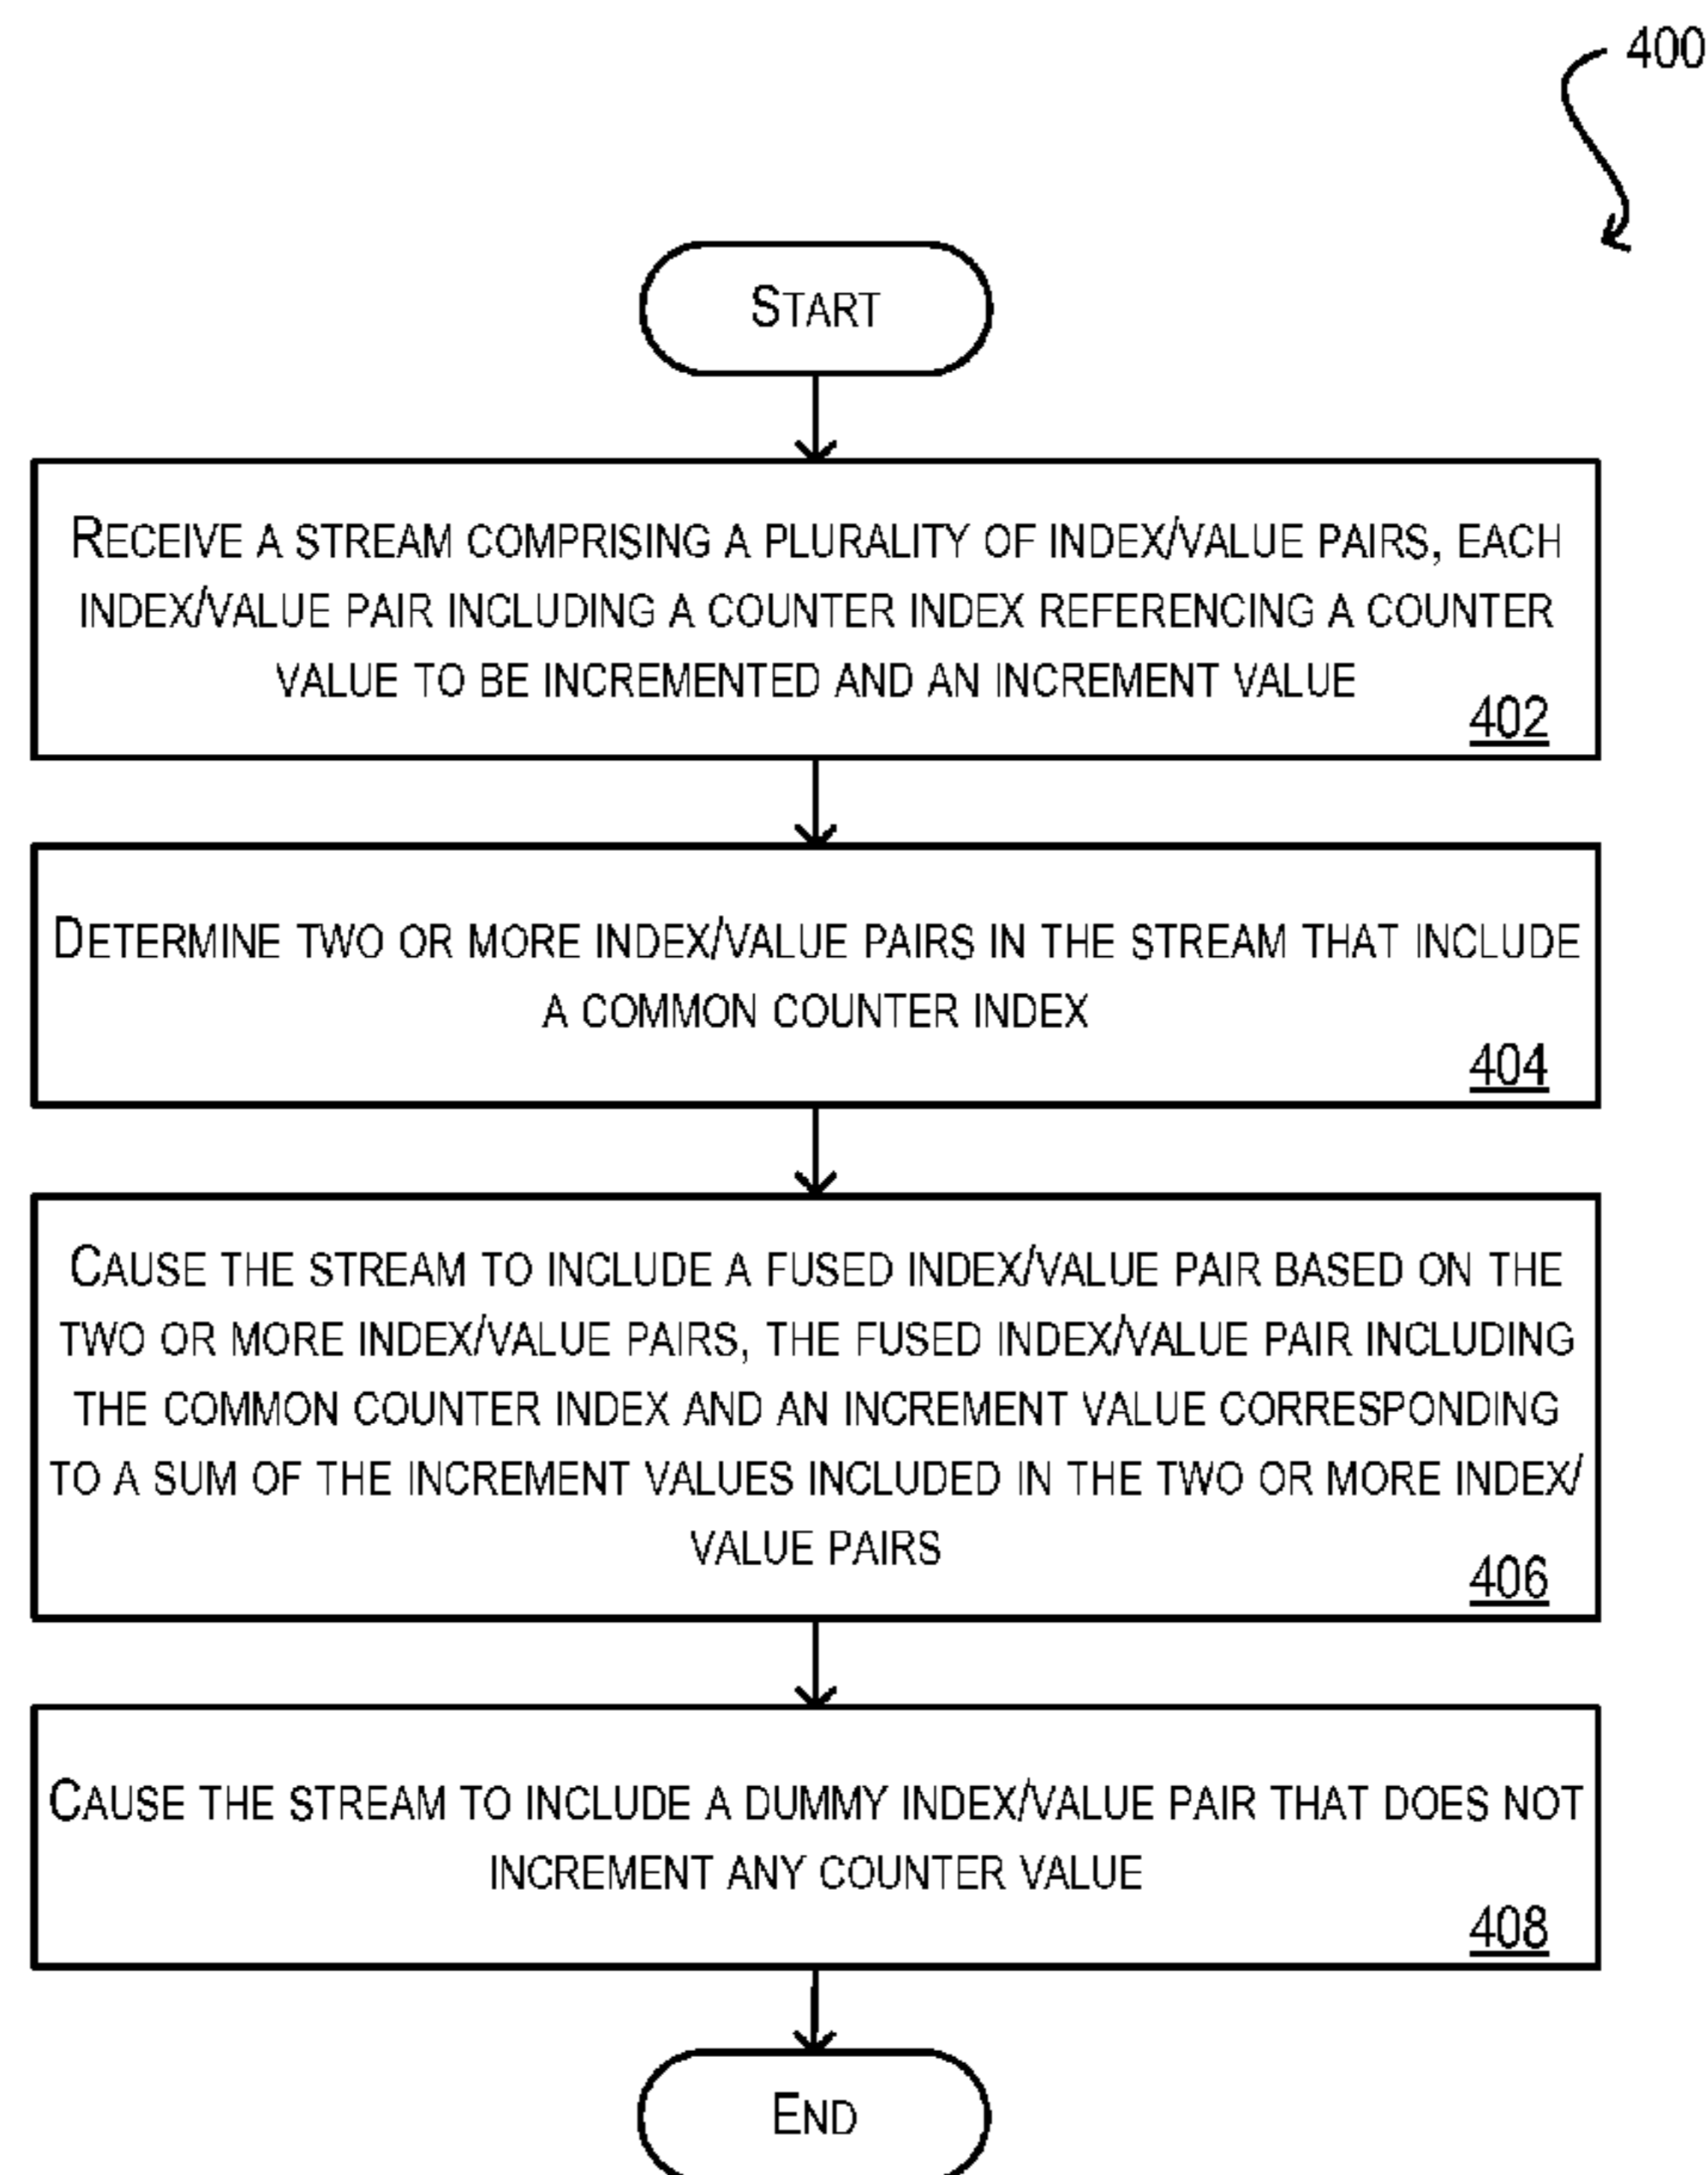 400
START
RECEIVE A STREAM COMPRISING A PLURALITY OF INDEX/VALUE PAIRS, EACH
INDEX/VALUE PAIR INCLUDING A COUNTER INDEX REFERENCING A COUNTER
VALUE TO BE INCREMENTED AND AN INCREMENT VALUE
402
DETERMINE TWO OR MORE INDEX/VALUE PAIRS IN THE STREAM THAT INCLUDE
A COMMON COUNTER INDEX
404
CAUSE THE STREAM TO INCLUDE A FUSED INDEX/VALUE PAIR BASED ON THE
TWO OR MORE INDEX/VALUE PAIRS, THE FUSED INDEX/VALUE PAIR INCLUDING
THE COMMON COUNTER INDEX AND AN INCREMENT VALUE CORRESPONDING
TO A SUM OF THE INCREMENT VALUES INCLUDED IN THE TWO OR MORE INDEX/
VALUE PAIRS
406
CAUSE THE STREAM TO INCLUDE A DUMMY INDEX/VALUE PAIR THAT DOES NOT
INCREMENT ANY COUNTER VALUE
408
END